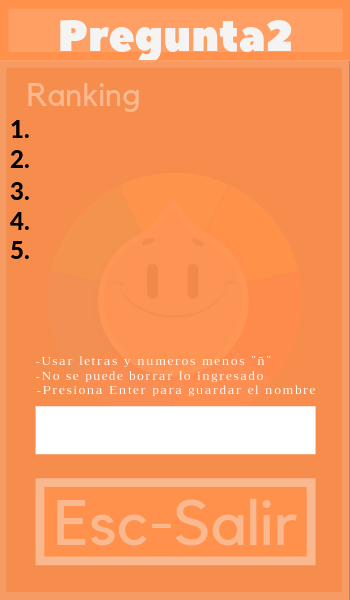 Pregunta2
Ranking
1.
2.
3.
4.
5.
-Usar letras y numeros menos "ñ"
-No se puede borrar lo ingresado
-Presiona Enter para guardar el nombre
Esc-Salir